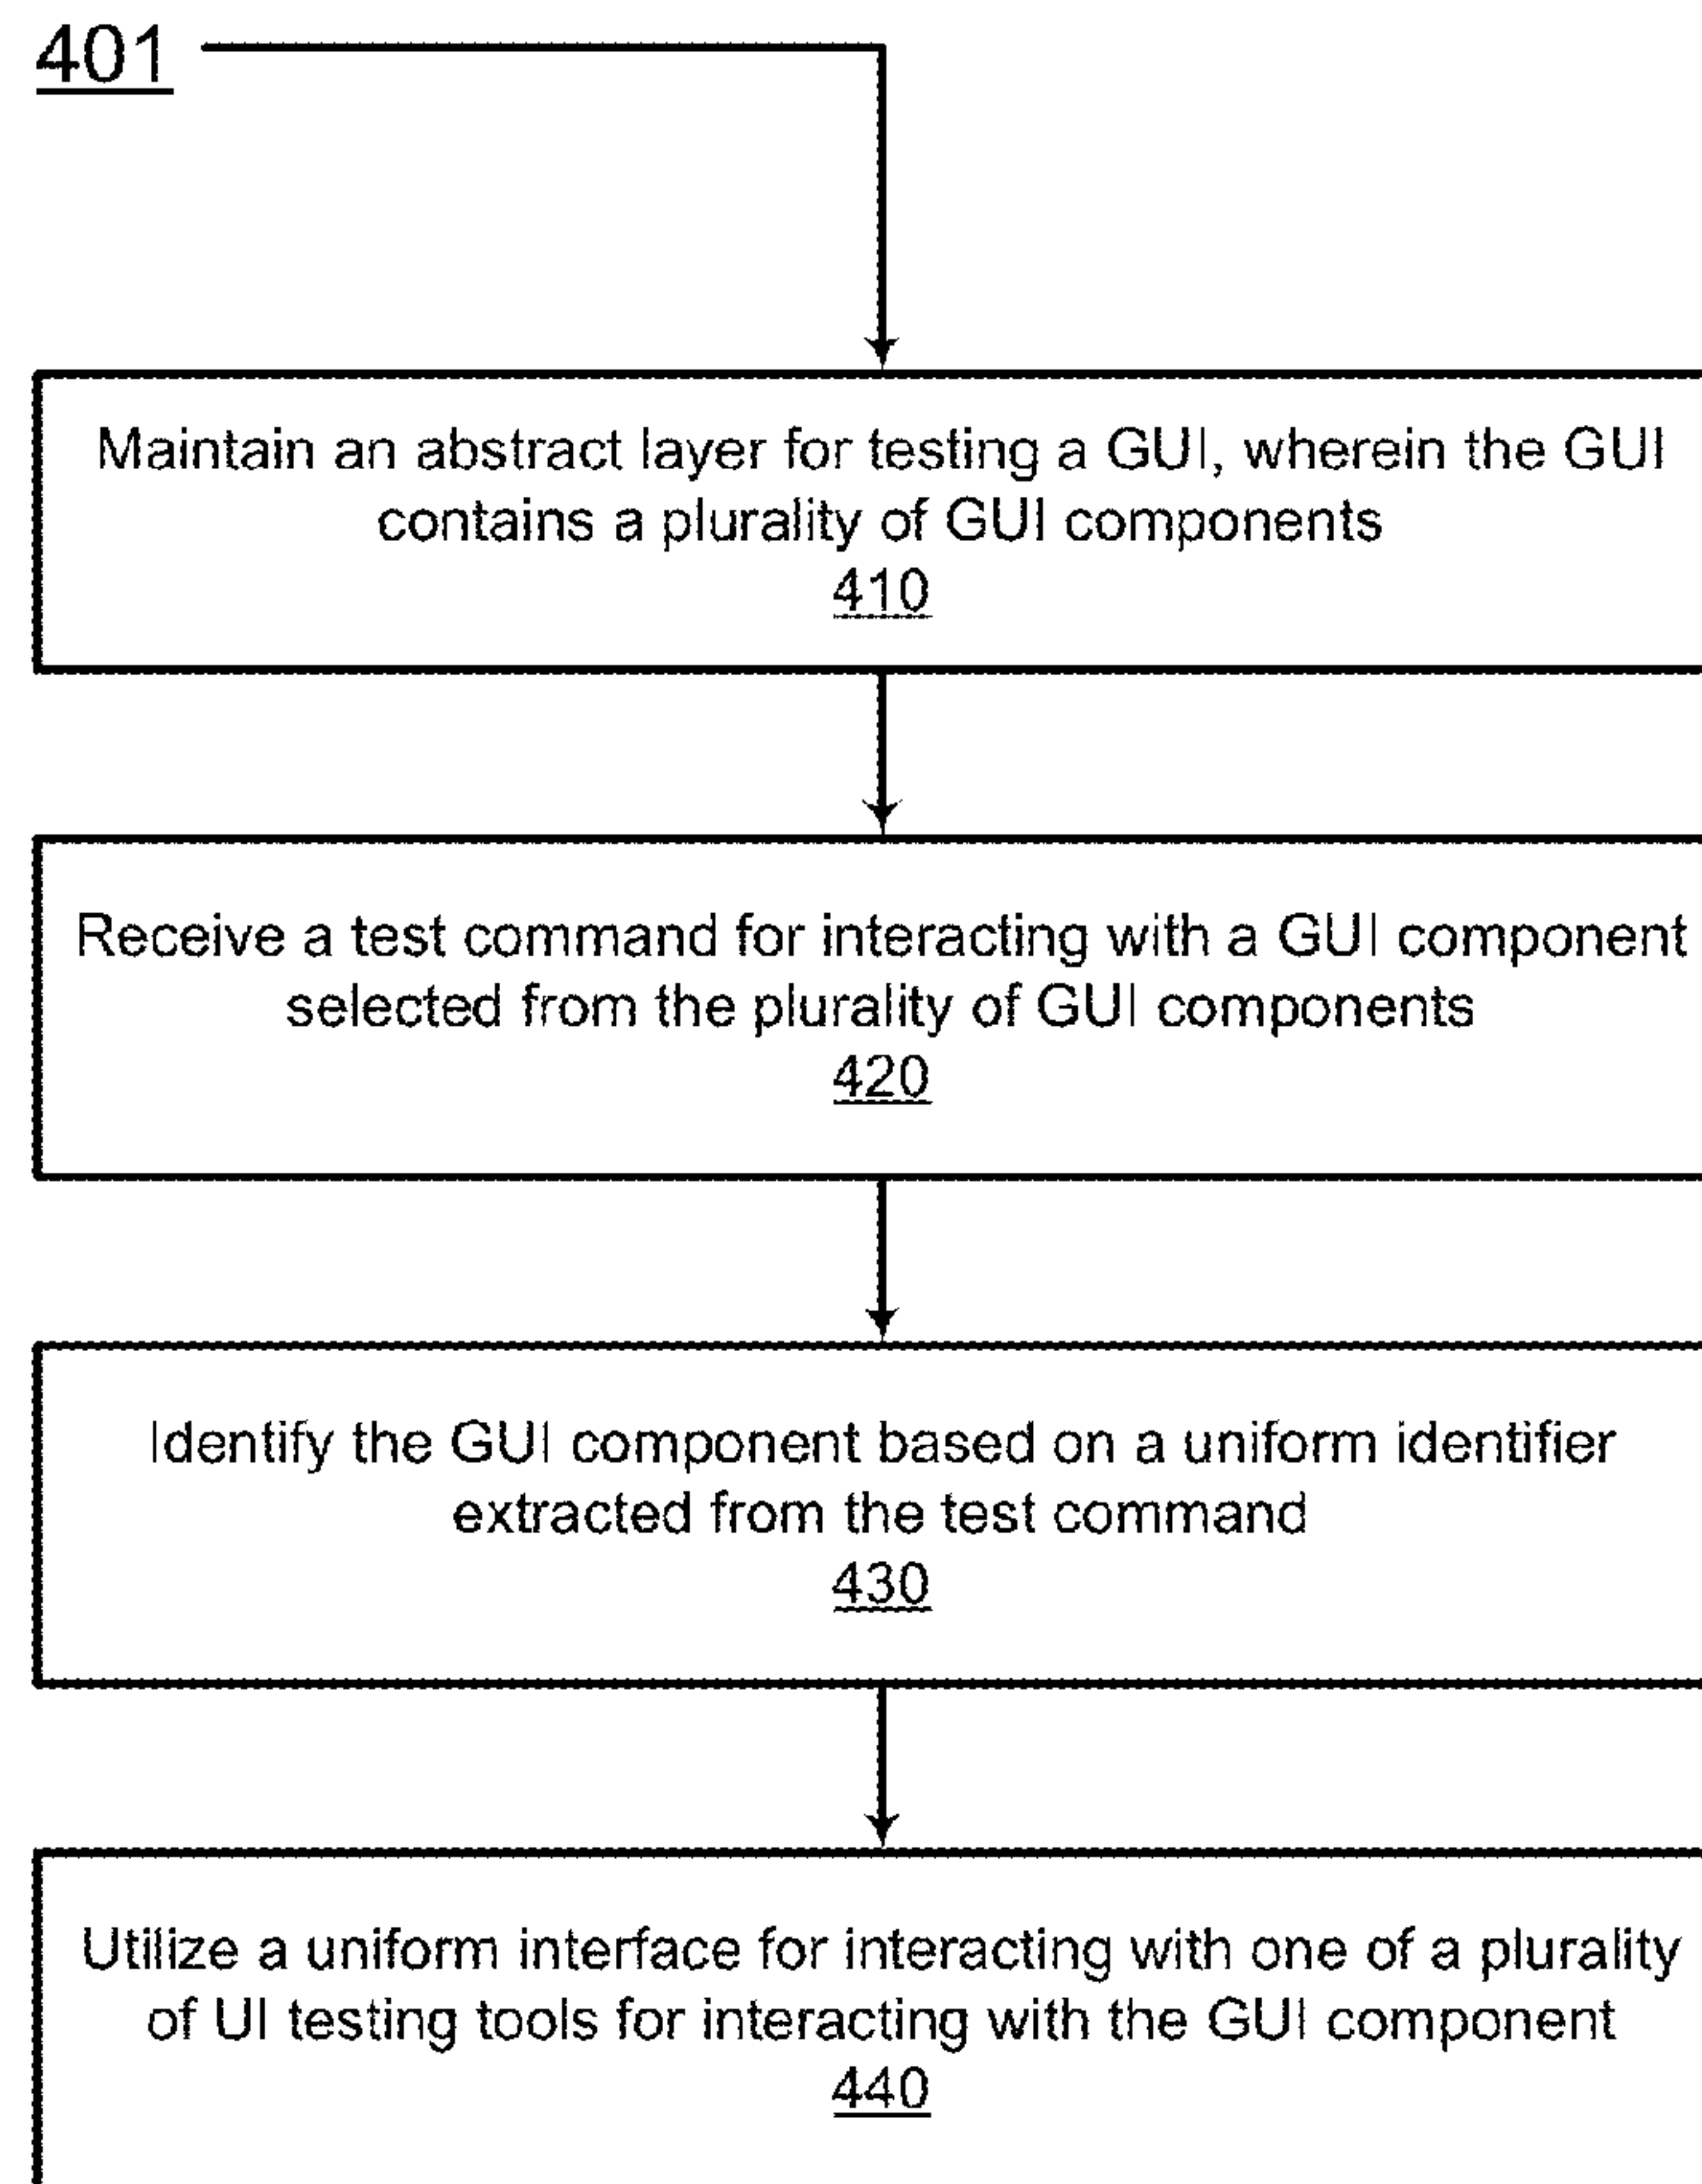 401
Maintain an abstract layer for testing a GUI, wherein the GUI
contains a plurality of GUI components
410
Receive a test command for interacting with a GUI component
selected from the plurality of GUI components
420
Identify the GUI component based on a uniform identifier
extracted from the test command
430
Utilize a uniform interface for interacting with one of a plurality
of UI testing tools for interacting with the GUI component
440